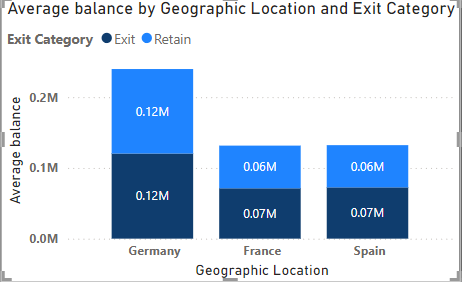 Average balance by Geographic Location and Exit Category
Exit Category Exit Retain
0.2M
0.1M
0.0M
Average balance
0.12M
0.12M
0.06M
0.07M
0.06M
0.07M
Germany France Spain
Geographic Location